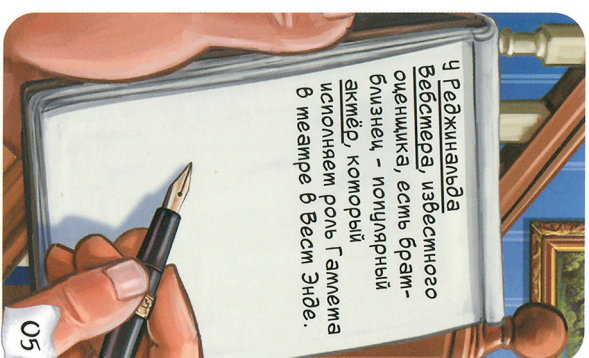 У Реджинальда
Вебстера, известного
оценщика, есть брат-
близнец - популярный
актёр, который
исполняет роль Гамлета
в театре в Вест Энде.
05